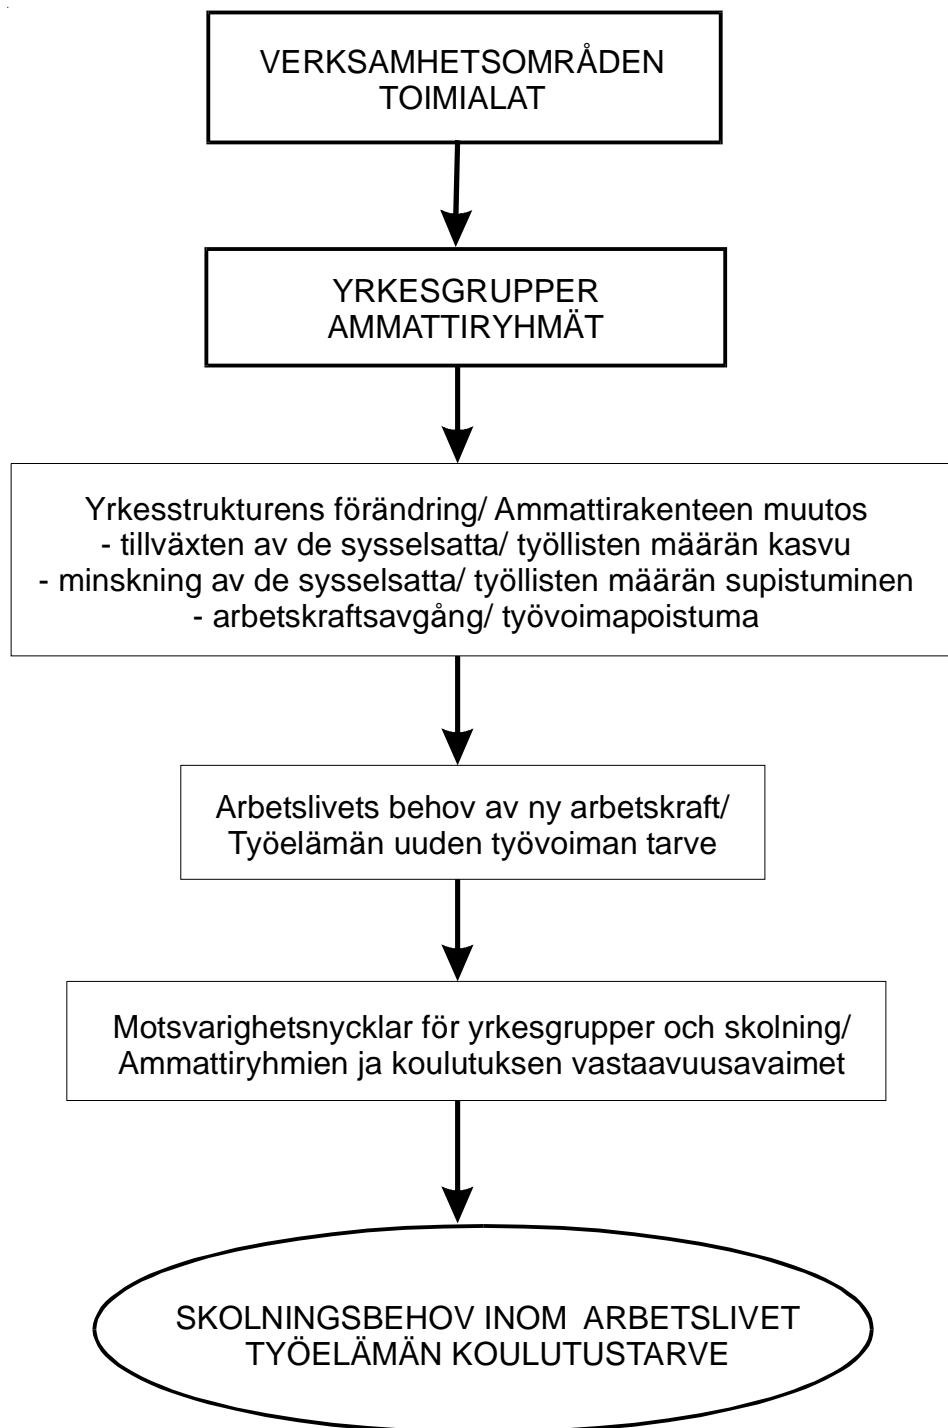 VERKSAMHETSOMRÅDEN
TOIMIALAT
YRKESGRUPPER
AMMATTIRYHMÄT
Yrkesstrukturens förändring/ Ammattirakenteen muutos
- tillväxten av de sysselsatta/ työllisten määrän kasvu
- minskning av de sysselsatta/ työllisten määrän supistuminen
- arbetskraftsavgång/ työvoimapoistuma
Arbetslivets behov av ny arbetskraft/
Työelämän uuden työvoiman tarve
Motsvarighetsnycklar för yrkesgrupper och skolning/
Ammattiryhmien ja koulutuksen vastaavuusavaimet
SKOLNINGSBEHOV INOM ARBETSLIVET
TYÖELÄMÄN KOULUTUSTARVE